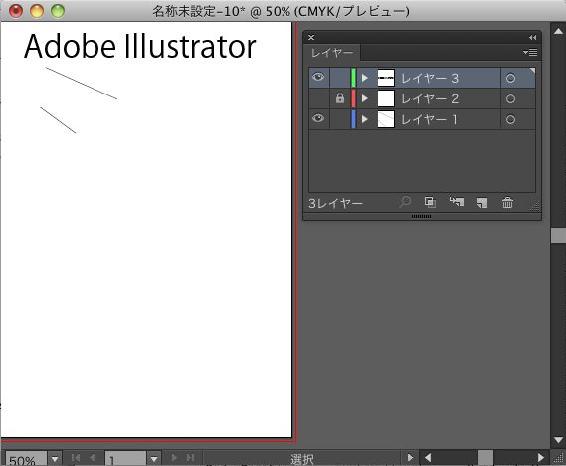 名称未設定-10* @ 50% (CMYK/プレビュー)
Adobe Illustrator
レイヤー
レイヤー 3
レイヤー 2
レイヤー 1
3レイヤー
50%
1
選択